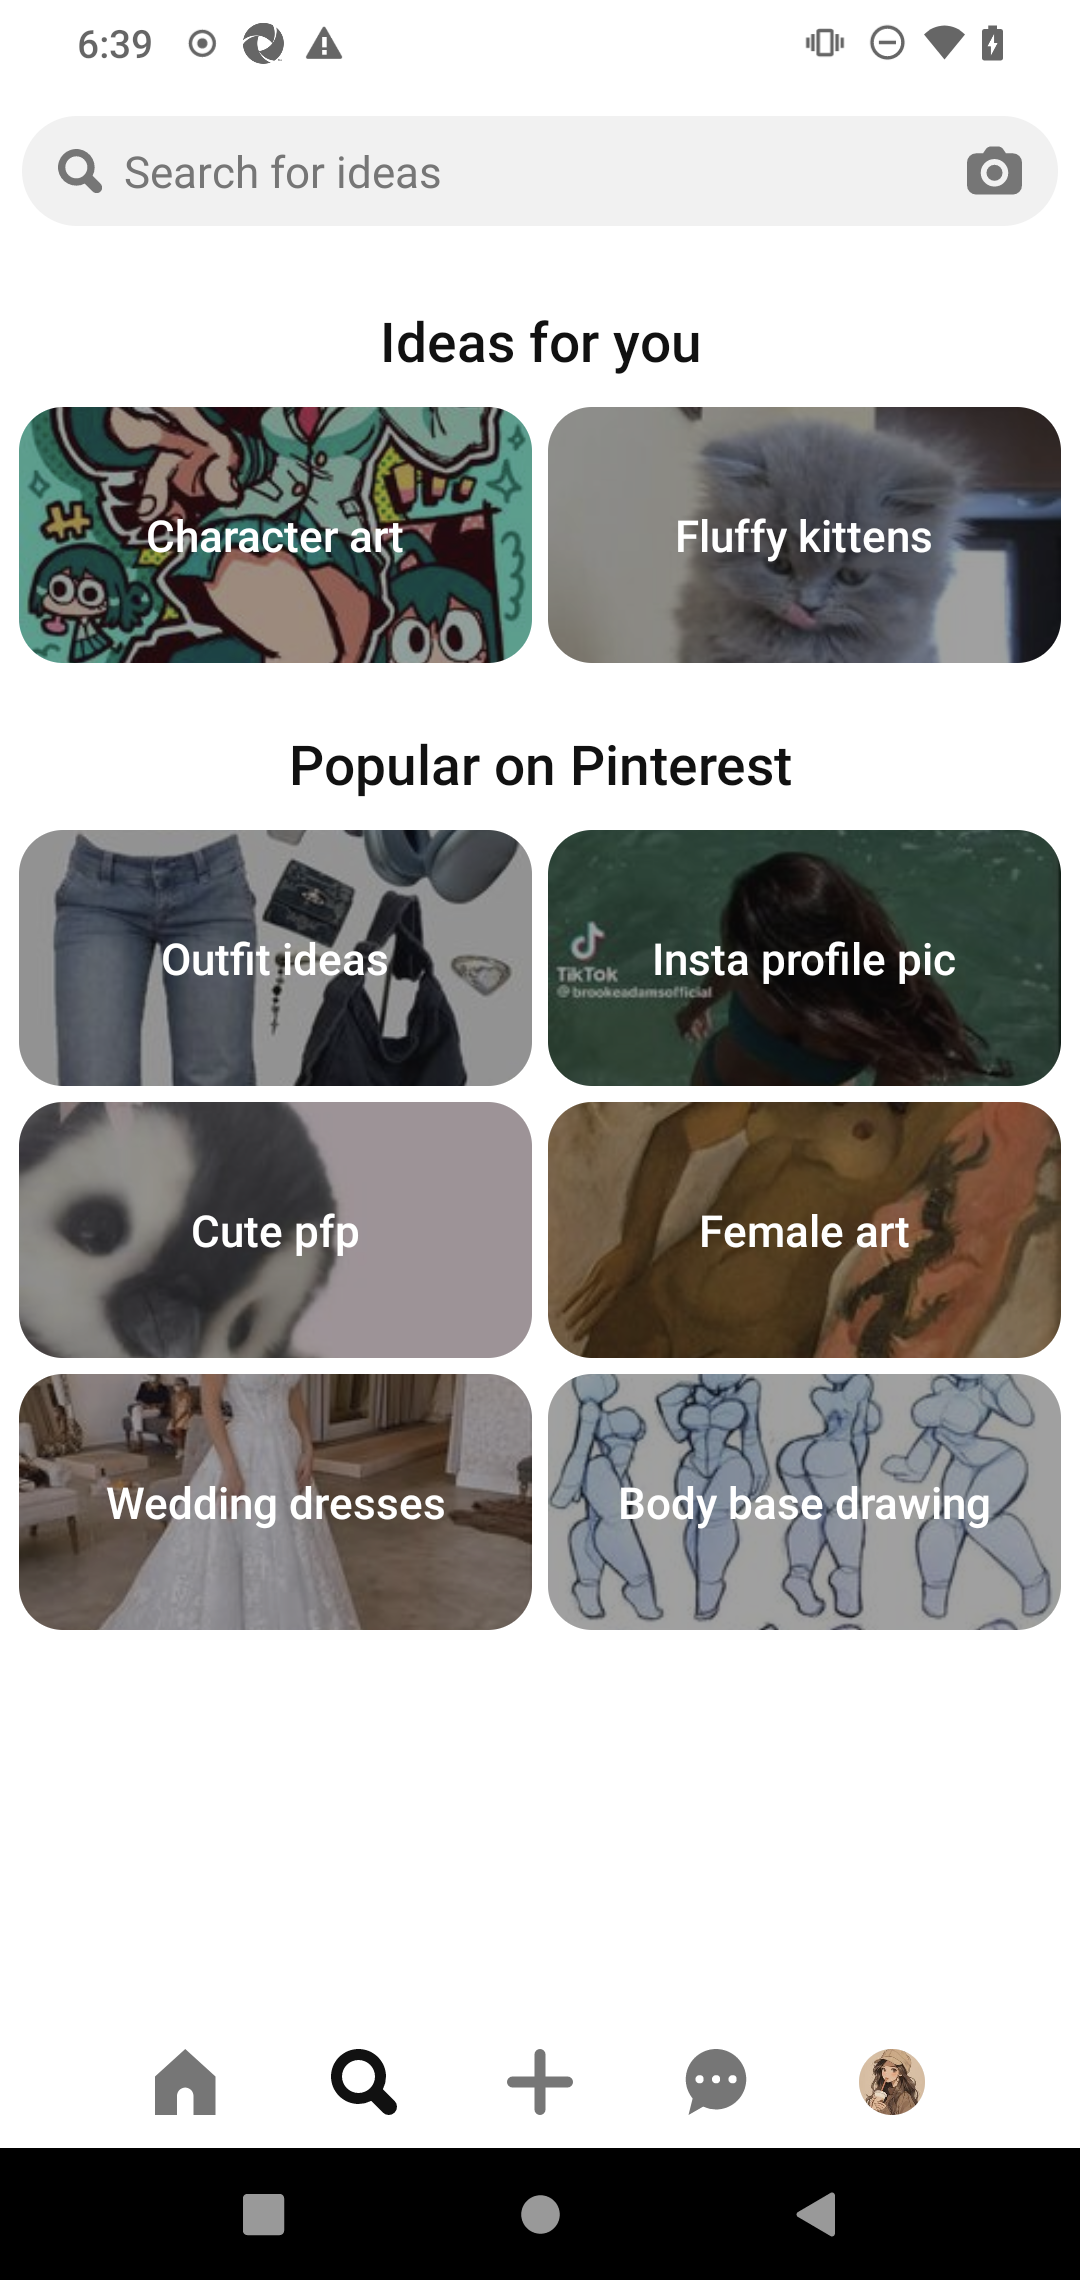 6:39
Search for ideas
Ideas for you
Character art
Fluffy kittens
Popular on Pinterest
Outfit ideas
Insta profile pic
TikTok
@brookeadamsofficial
Cute pfp
Female art
Wedding dresses
Body base drawing